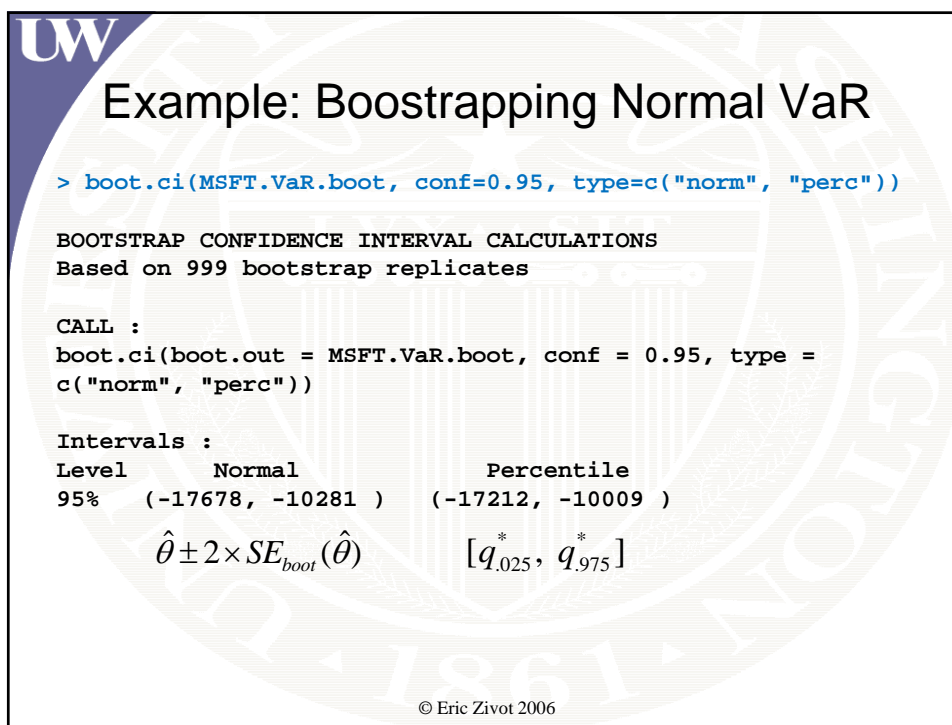 UW
Example: Boostrapping Normal VaR
> boot.ci(MSFT.VaR.boot, conf=0.95, type=c("norm", "perc"))
BOOTSTRAP CONFIDENCE INTERVAL CALCULATIONS
Based on 999 bootstrap replicates
CALL :
boot.ci(boot.out = MSFT.VaR.boot, conf = 0.95, type =
c("norm", "perc"))
Intervals :
Level Normal Percentile
95% (-17678, -10281 ) (-17212, -10009 )
θ̂ ± 2 × SE_boot(θ̂) [q*_.025, q*_.975]
1861
© Eric Zivot 2006